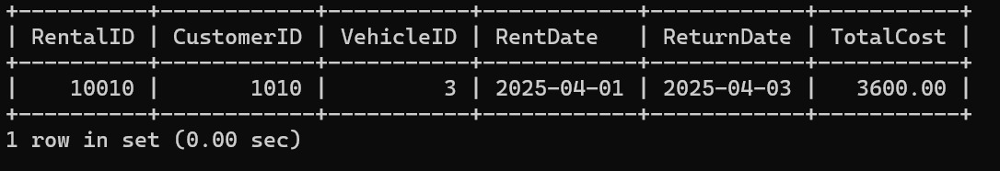 +----------+------------+-----------+------------+------------+-----------+
| RentalID | CustomerID | VehicleID | RentDate   | ReturnDate | TotalCost |
+----------+------------+-----------+------------+------------+-----------+
|    10010 |       1010 |         3 | 2025-04-01 | 2025-04-03 |   3600.00 |
+----------+------------+-----------+------------+------------+-----------+
1 row in set (0.00 sec)